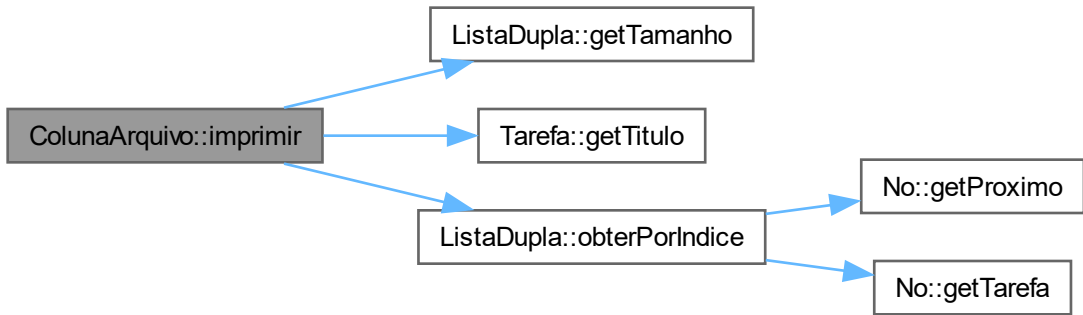 ListaDupla::getTamanho
ColunaArquivo::imprimir
Tarefa::getTitulo
ListaDupla::obterPorIndice
No::getProximo
No::getTarefa